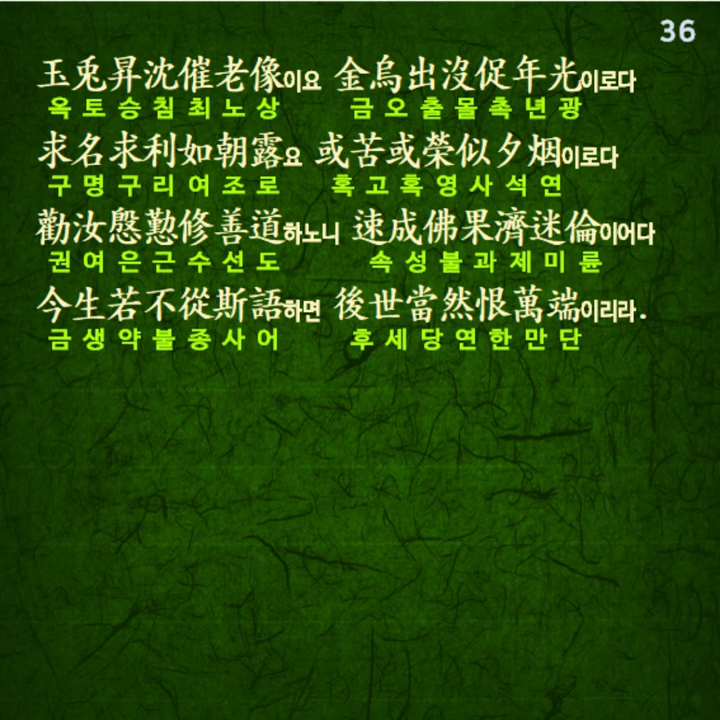 36
玉兎昇沈催老像이요 金烏出沒促年光이로다
옥토승침최노상 금오출몰촉년광
求名求利如朝露요 或苦或榮似夕烟이로다
구명구리여조로 혹고혹영사석연
勸汝慇懃修善道하노니 速成佛果濟迷倫이어다
권여은근수선도 속성불과제미륜
今生若不從斯語하면 後世當然恨萬端이리라.
금생약불종사어 후세당연한만단